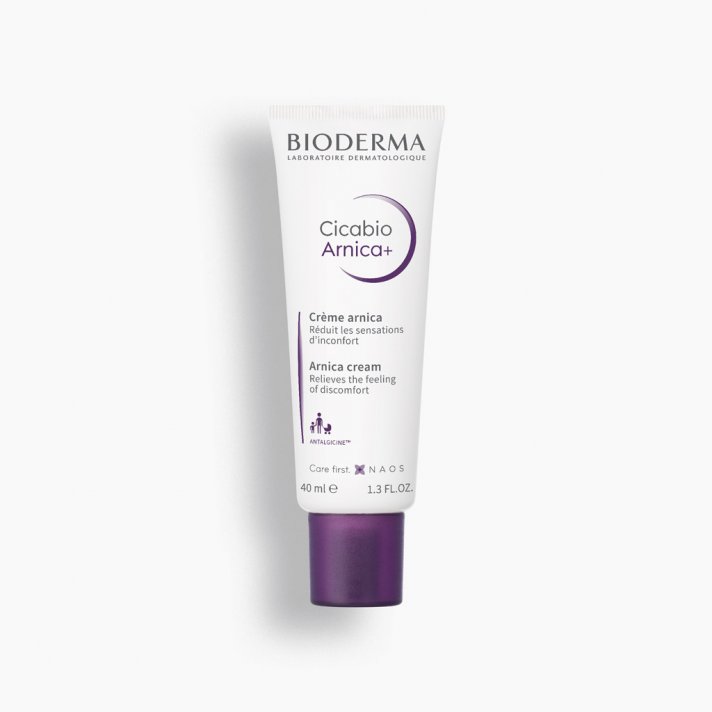 BIODERMA
LABORATOIRE DERMATOLOGIQUE
Cicabio
Arnica+
Crème arnica
Réduit les sensations
d'inconfort
Arnica cream
Relieves the feeling
of discomfort
ANTALGICINE™
Care first. NAOS
40 ml ℮ 1.3 FL.OZ.